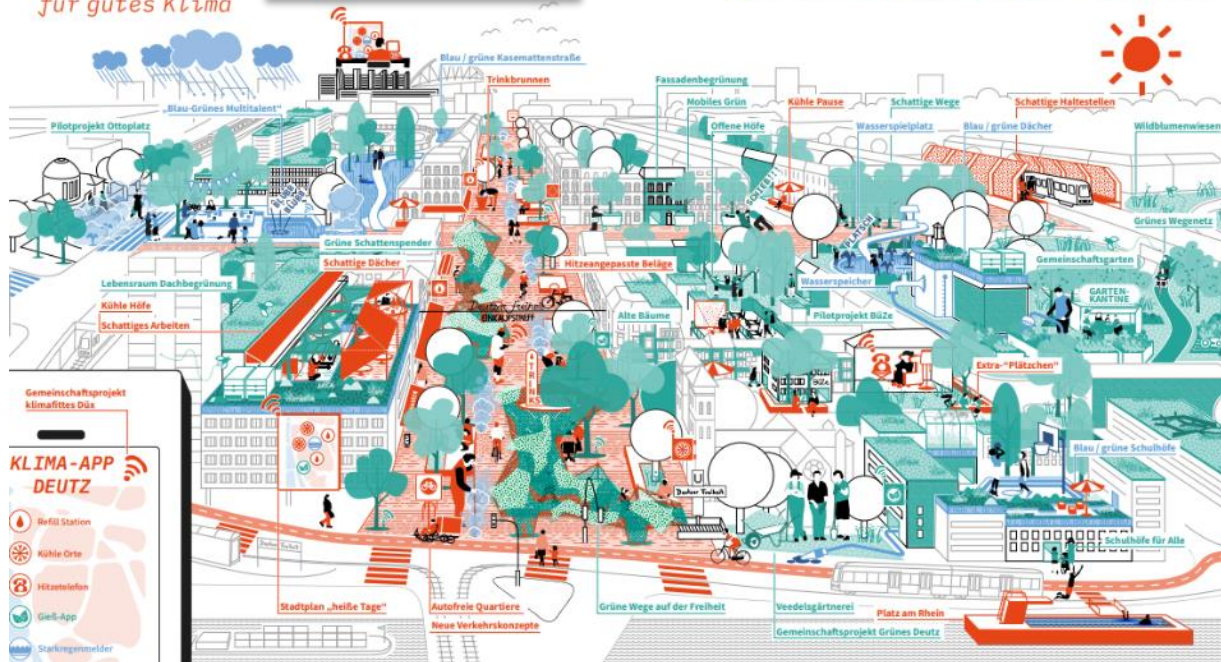 für gutes Klima
Blau / grüne Kasemattenstraße
Trinkbrunnen
„Blau-Grünes Multitalent“
Pilotprojekt Ottoplatz
Fassadenbegrünung
Mobiles Grün
Offene Höfe
Kühle Pause
Schattige Wege
Wasserspielplatz
Blau / grüne Dächer
Schattige Haltestellen
Wildblumenwiesen
Grünes Wegenetz
PLATSCH
Grüne Schattenspender
Schattige Dächer
Hitzeangepasste Beläge
Wasserspeicher
Gemeinschaftsgarten
GARTEN-
KANTINE
Lebensraum Dachbegrünung
Kühle Höfe
Schattiges Arbeiten
Deutzer Freiheit
Alte Bäume
Pilotprojekt BüZe
BüZe
TRINKS
Extra-“Plätzchen“
Gemeinschaftsprojekt
klimafittes Düx
KLIMA-APP
DEUTZ
Refill Station
Kühle Orte
Hitzetelefon
Gieß-App
Starkregenmelder
Blau / grüne Schulhöfe
Deutzer Freiheit
Schulhöfe für Alle
Stadtplan „heiße Tage“
Autofreie Quartiere
Neue Verkehrskonzepte
Grüne Wege auf der Freiheit
Veedelsgärtnerei
Gemeinschaftsprojekt Grünes Deutz
Platz am Rhein